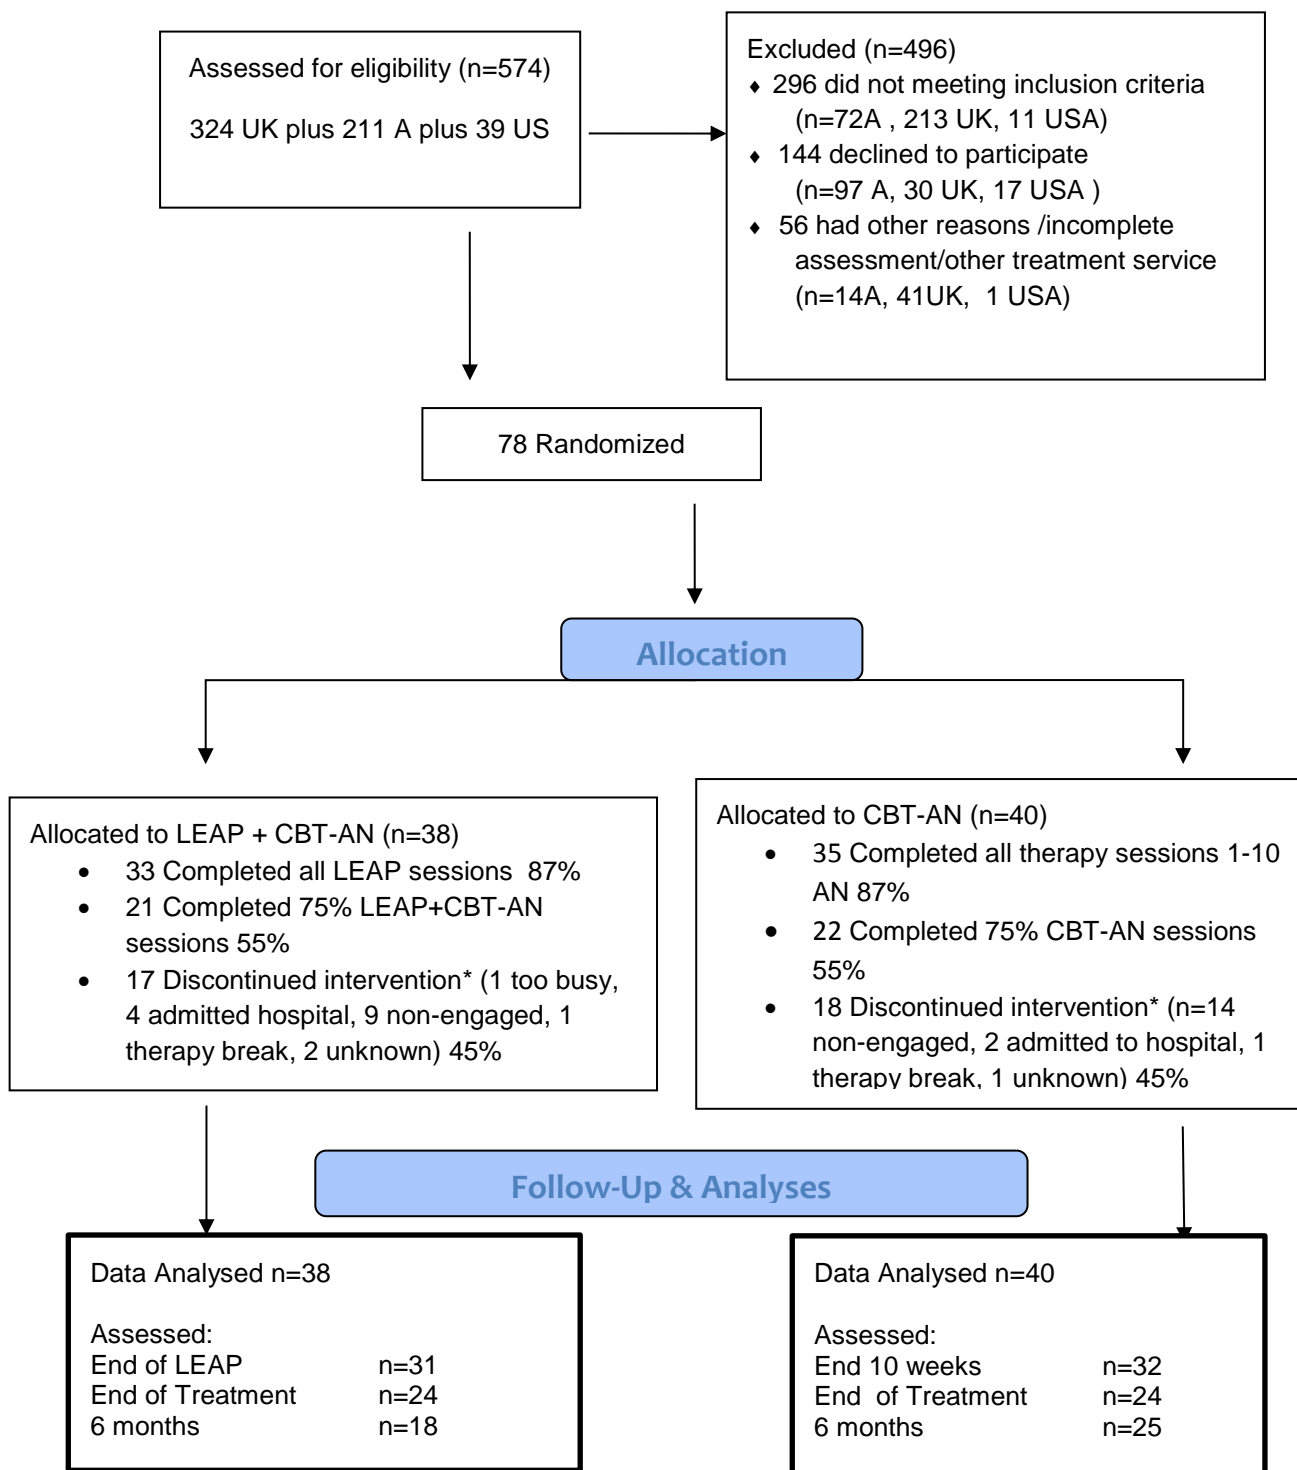 Assessed for eligibility (n=574)
324 UK plus 211 A plus 39 US
Excluded (n=496)
♦ 296 did not meeting inclusion criteria
(n=72A , 213 UK, 11 USA)
♦ 144 declined to participate
(n=97 A, 30 UK, 17 USA )
♦ 56 had other reasons /incomplete
assessment/other treatment service
(n=14A, 41UK, 1 USA)
78 Randomized
Allocation
Allocated to LEAP + CBT-AN (n=38)
• 33 Completed all LEAP sessions 87%
• 21 Completed 75% LEAP+CBT-AN
sessions 55%
• 17 Discontinued intervention* (1 too busy,
4 admitted hospital, 9 non-engaged, 1
therapy break, 2 unknown) 45%
Allocated to CBT-AN (n=40)
• 35 Completed all therapy sessions 1-10
AN 87%
• 22 Completed 75% CBT-AN sessions
55%
• 18 Discontinued intervention* (n=14
non-engaged, 2 admitted to hospital, 1
therapy break, 1 unknown) 45%
Follow-Up & Analyses
Data Analysed n=38
Assessed:
End of LEAP n=31
End of Treatment n=24
6 months n=18
Data Analysed n=40
Assessed:
End 10 weeks n=32
End of Treatment n=24
6 months n=25